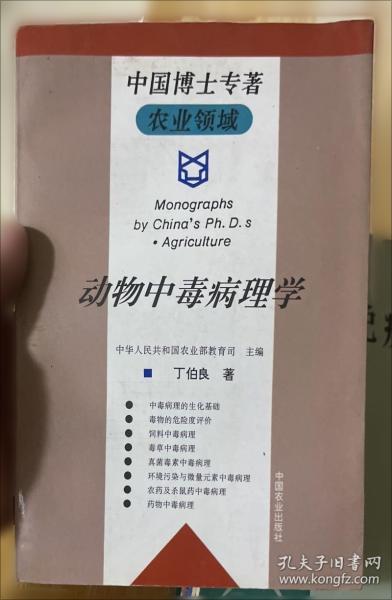 中国博士专著
农业领域
Monographs
by China's Ph. D. s
• Agriculture
动物中毒病理学
中华人民共和国农业部教育司 主编
■ 丁伯良 著
● 中毒病理的生化基础
● 毒物的危险度评价
● 饲料中毒病理
● 毒草中毒病理
● 真菌毒素中毒病理
● 环境污染与微量元素中毒病理
● 农药及杀鼠药中毒病理
● 药物中毒病理
中国农业出版社
孔夫子旧书网